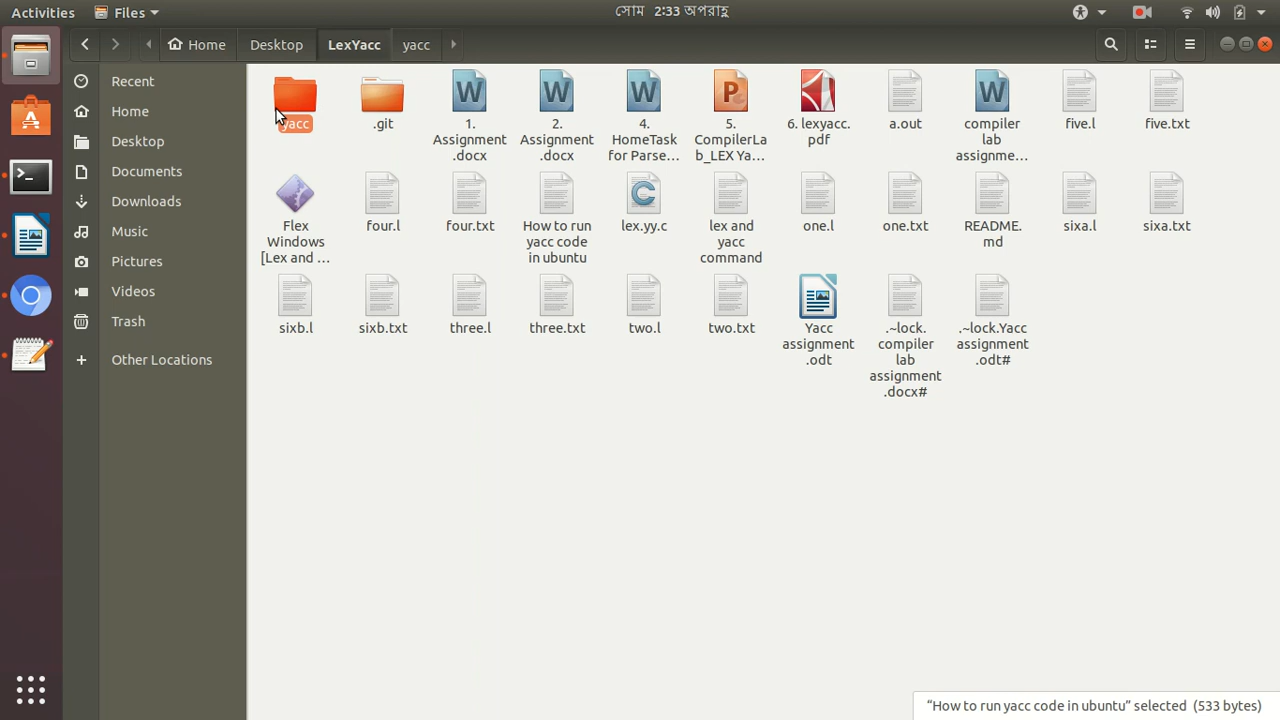 Activities
Files
সোম 2:33 অপরাহ্ণ
Home
Desktop
LexYacc
yacc
Recent
Home
Desktop
Documents
Downloads
Music
Pictures
Videos
Trash
Other Locations
yacc
.git
1.
Assignment
.docx
2.
Assignment
.docx
4.
HomeTask
for Parse...
5.
CompilerLa
b_LEX Ya...
6. lexyacc.
pdf
a.out
compiler
lab
assignme...
five.l
five.txt
Flex
Windows
[Lex and ...
four.l
four.txt
How to run
yacc code
in ubuntu
lex.yy.c
lex and
yacc
command
one.l
one.txt
README.
md
sixa.l
sixa.txt
sixb.l
sixb.txt
three.l
three.txt
two.l
two.txt
Yacc
assignment
.odt
.~lock.
compiler
lab
assignment
.docx#
.~lock.Yacc
assignment
.odt#
“How to run yacc code in ubuntu” selected (533 bytes)